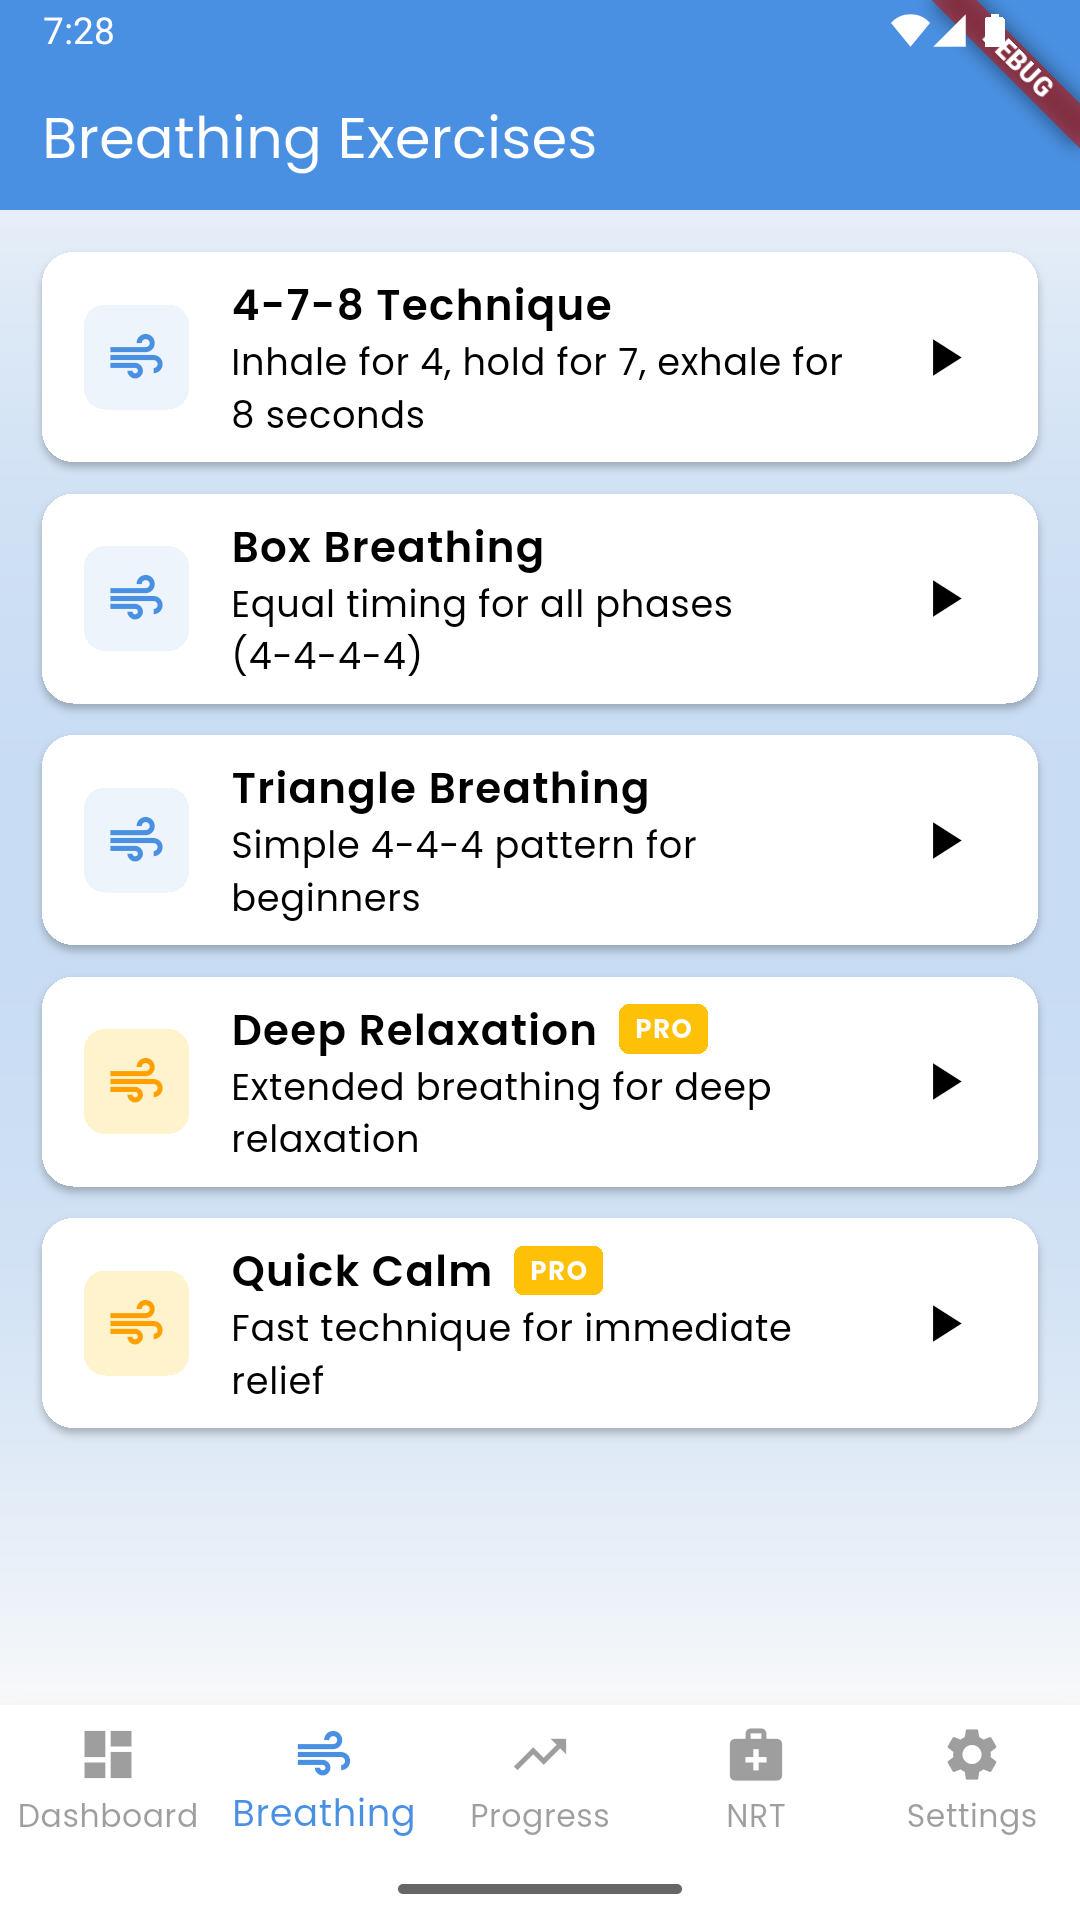 7:28
EBUG
Breathing Exercises
4-7-8 Technique
Inhale for 4, hold for 7, exhale for
8 seconds
Box Breathing
Equal timing for all phases
(4-4-4-4)
Triangle Breathing
Simple 4-4-4 pattern for
beginners
Deep Relaxation PRO
Extended breathing for deep
relaxation
Quick Calm PRO
Fast technique for immediate
relief
Dashboard Breathing Progress NRT Settings